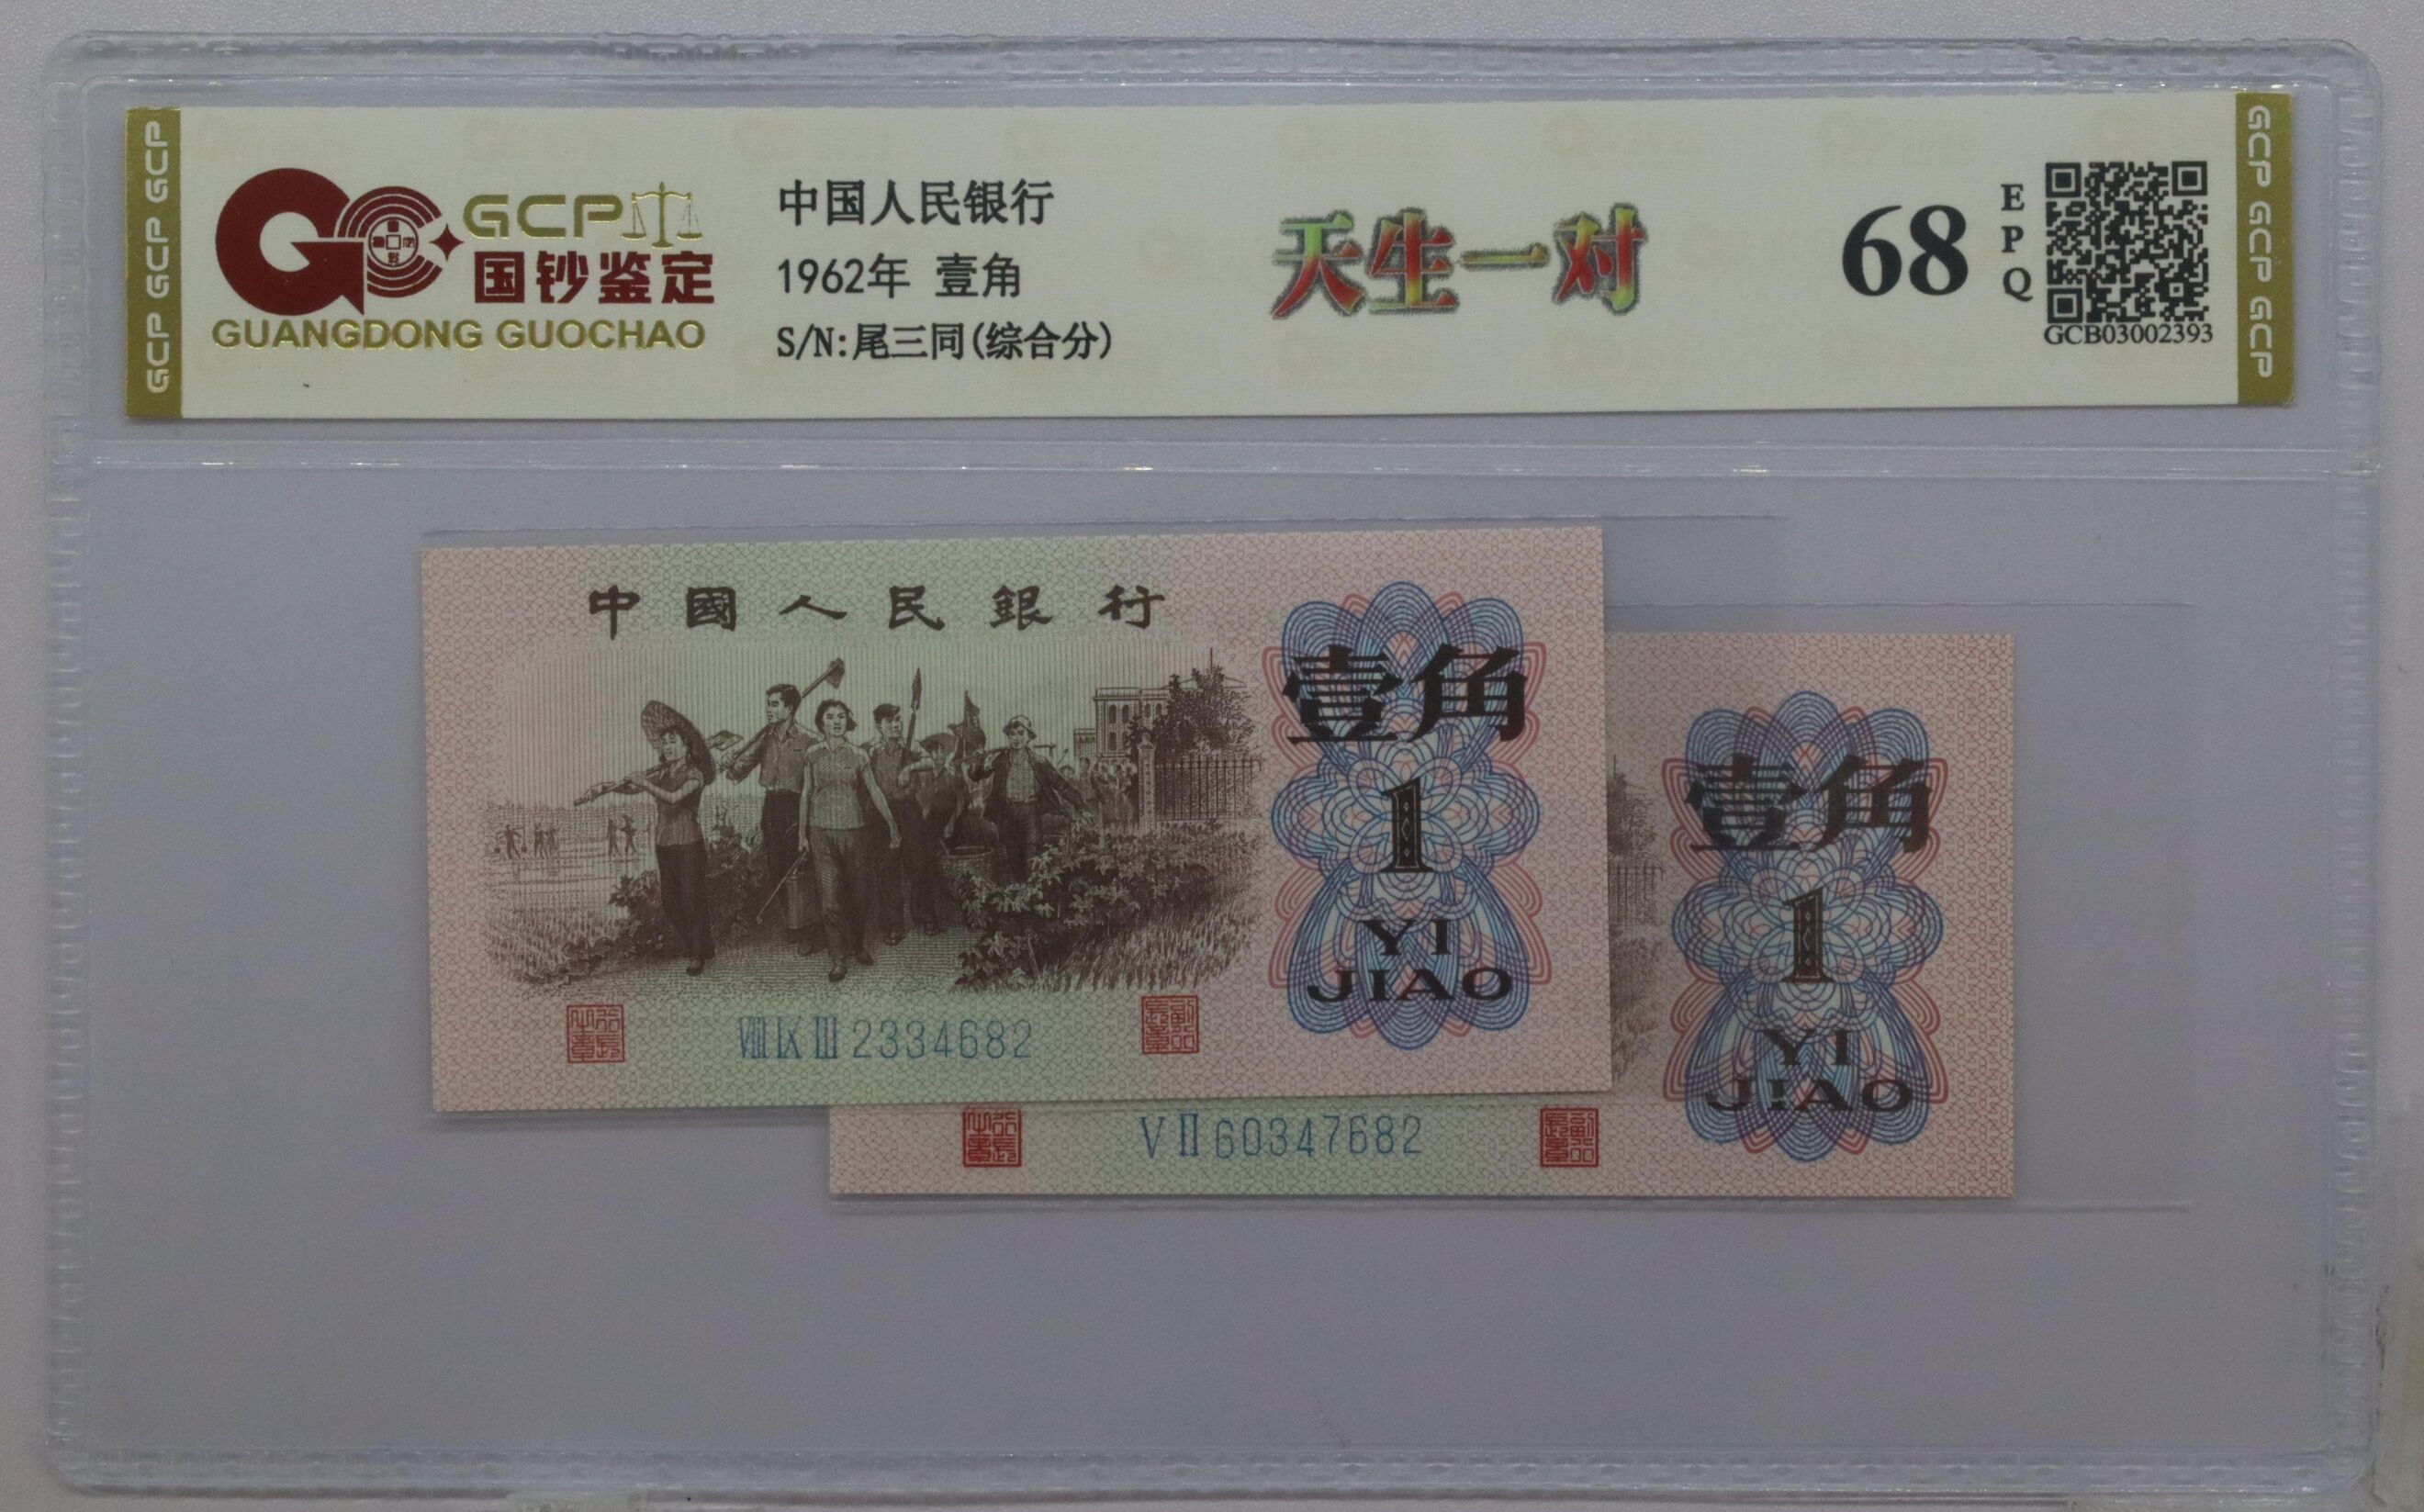 GCP GCP GCP
GCP
国钞鉴定
GUANGDONG GUOCHAO
中国人民银行
1962年 壹角
S/N:尾三同(综合分)
天生一对
68
EPQ
GCB03002393
GCP GCP GCP
中國人民銀行
壹角
1
YI
JIAO
VIII IX III 2334682
壹角
1
YI
JIAO
V II 60347682